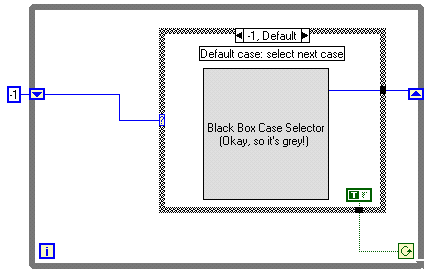 -1, Default
Default case: select next case
-1
?
Black Box Case Selector
(Okay, so it's grey!)
T F
i